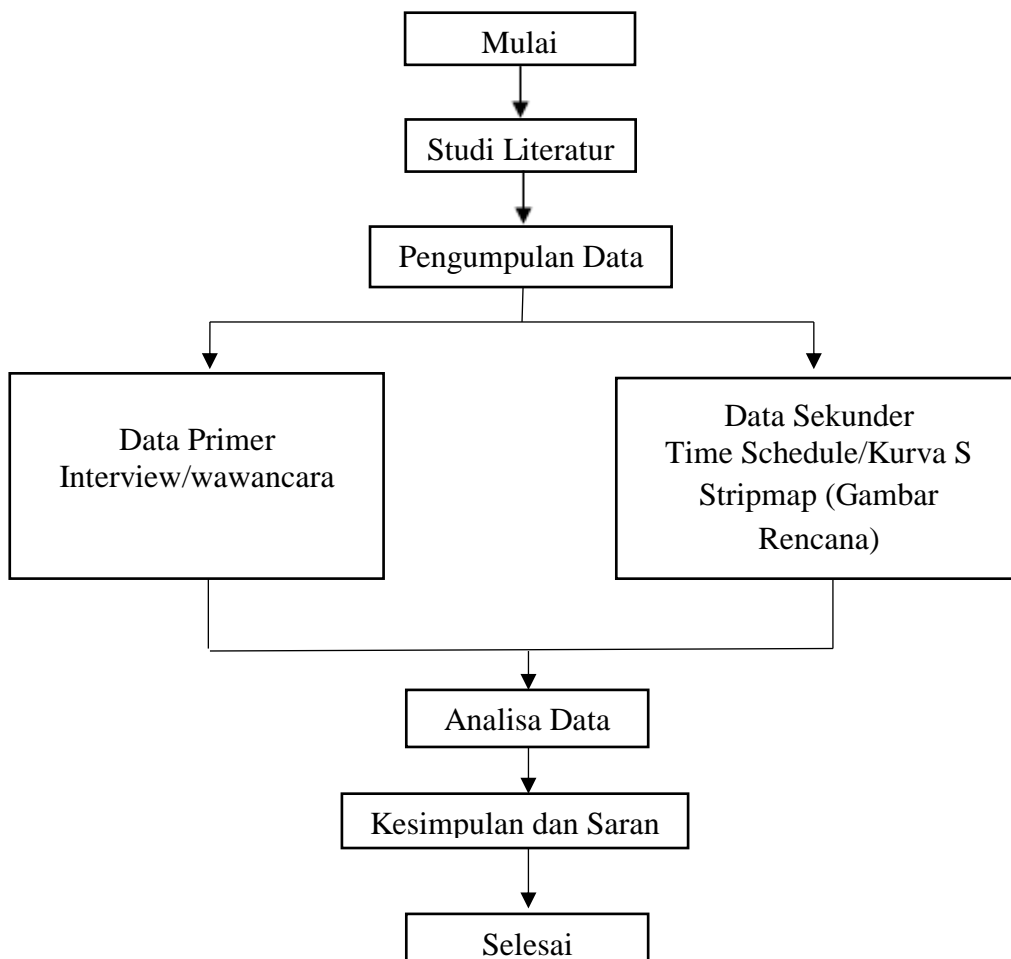 Mulai
Studi Literatur
Pengumpulan Data
Data Primer
Interview/wawancara
Data Sekunder
Time Schedule/Kurva S
Stripmap (Gambar
Rencana)
Analisa Data
Kesimpulan dan Saran
Selesai